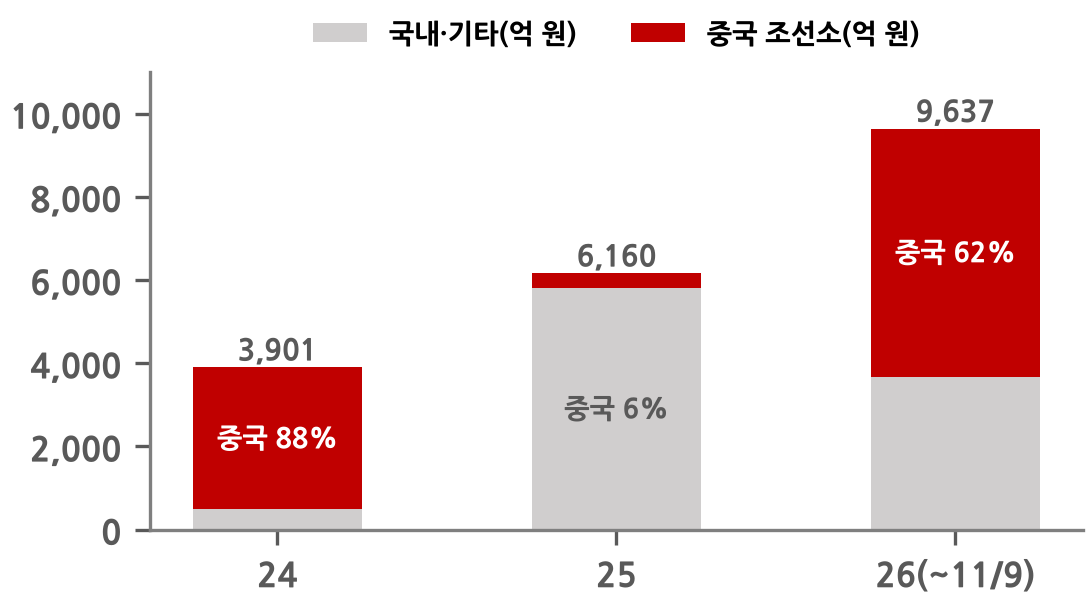 국내·기타(억 원) 중국 조선소(억 원)
10,000
8,000
6,000
4,000
2,000
0
3,901
중국 88%
6,160
중국 6%
9,637
중국 62%
24 25 26(~11/9)